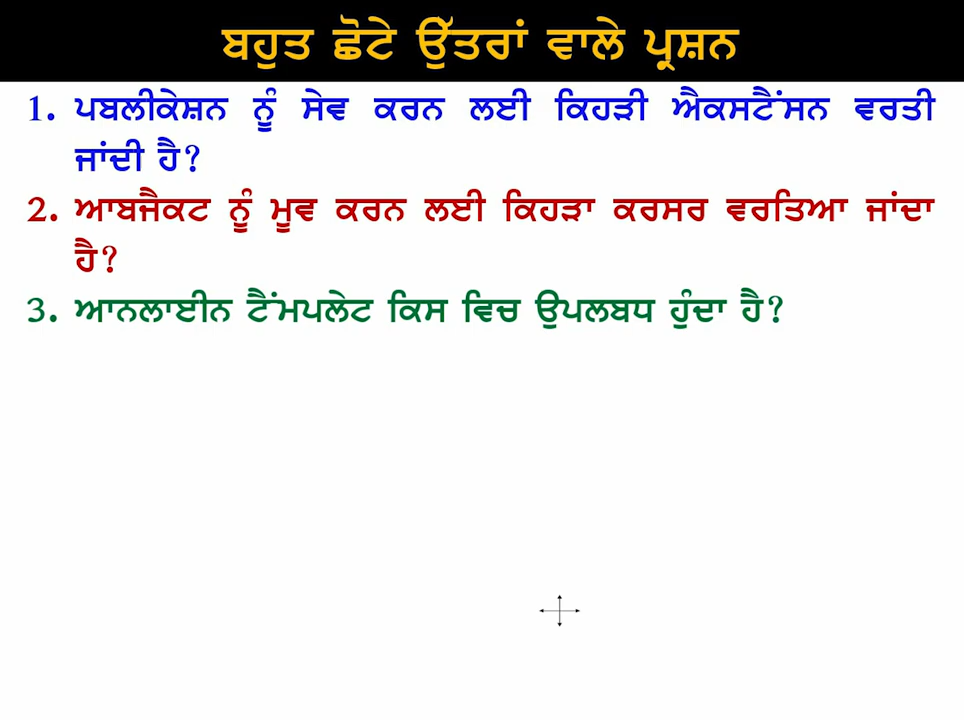 ਬਹੁਤ ਛੋਟੇ ਉੱਤਰਾਂ ਵਾਲੇ ਪ੍ਰਸ਼ਨ
1. ਪਬਲੀਕੇਸ਼ਨ ਨੂੰ ਸੇਵ ਕਰਨ ਲਈ ਕਿਹੜੀ ਐਕਸਟੈਂਸਨ ਵਰਤੀ
ਜਾਂਦੀ ਹੈ?
2. ਆਬਜੈਕਟ ਨੂੰ ਮੂਵ ਕਰਨ ਲਈ ਕਿਹੜਾ ਕਰਸਰ ਵਰਤਿਆ ਜਾਂਦਾ
ਹੈ?
3. ਆਨਲਾਈਨ ਟੈਂਮਪਲੇਟ ਕਿਸ ਵਿਚ ਉਪਲਬਧ ਹੁੰਦਾ ਹੈ?